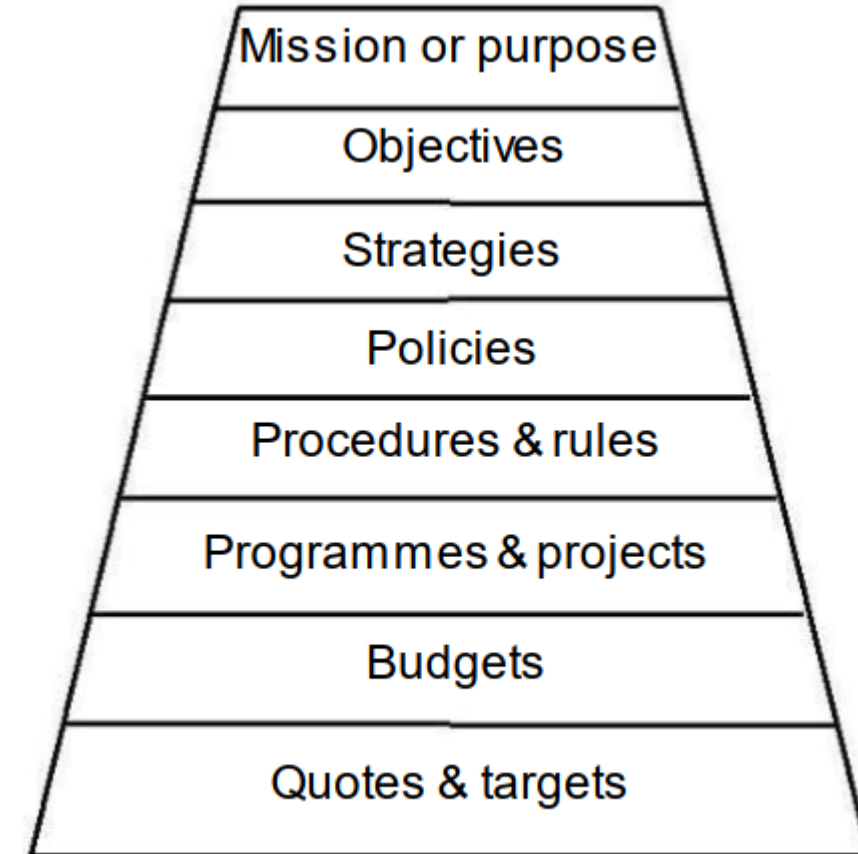 Mission or purpose
Objectives
Strategies
Policies
Procedures & rules
Programmes & projects
Budgets
Quotes & targets